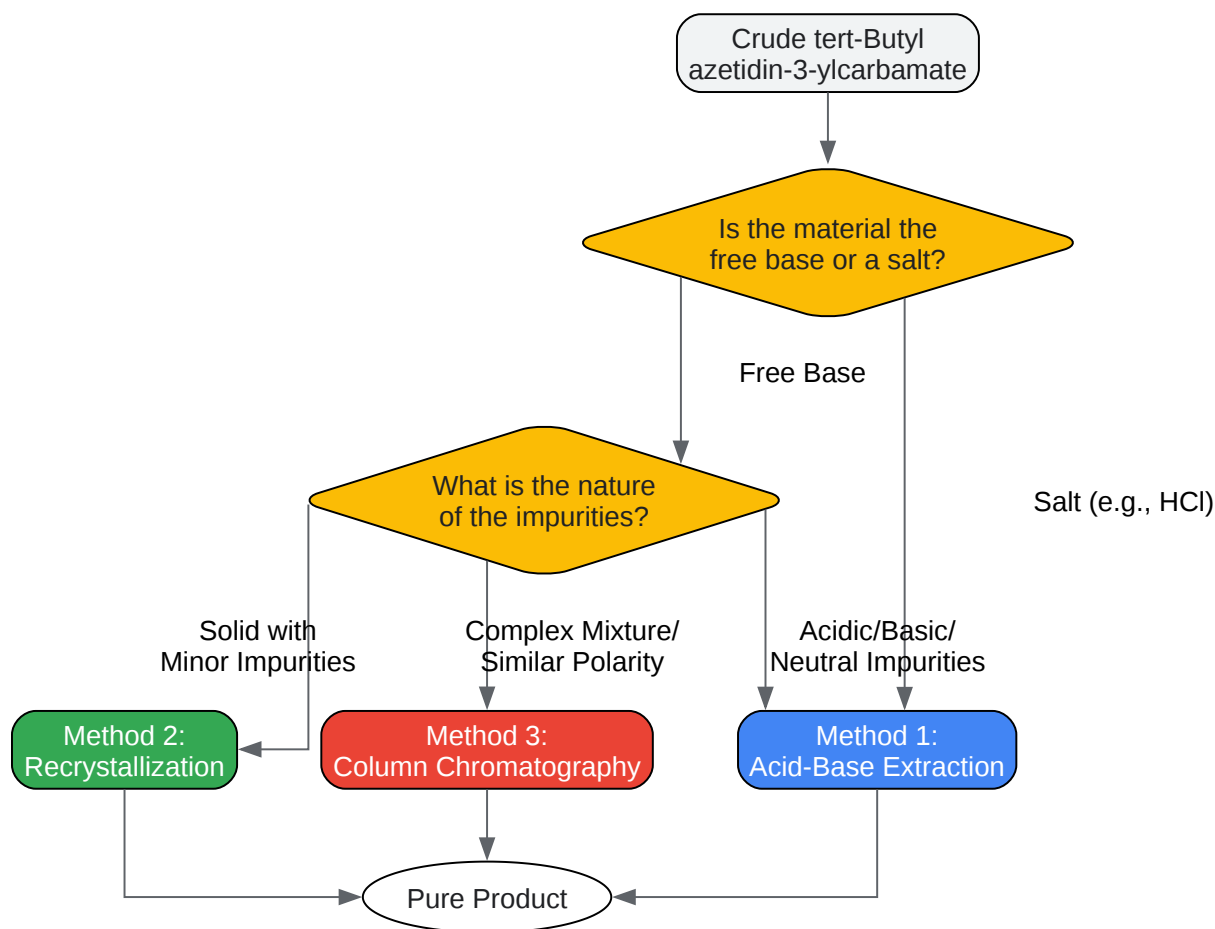 Crude tert-Butyl
azetidin-3-ylcarbamate
Is the material the
free base or a salt?
Free Base
What is the nature
of the impurities?
Salt (e.g., HCl)
Solid with
Minor Impurities
Complex Mixture/
Similar Polarity
Acidic/Basic/
Neutral Impurities
Method 2:
Recrystallization
Method 3:
Column Chromatography
Method 1:
Acid-Base Extraction
Pure Product